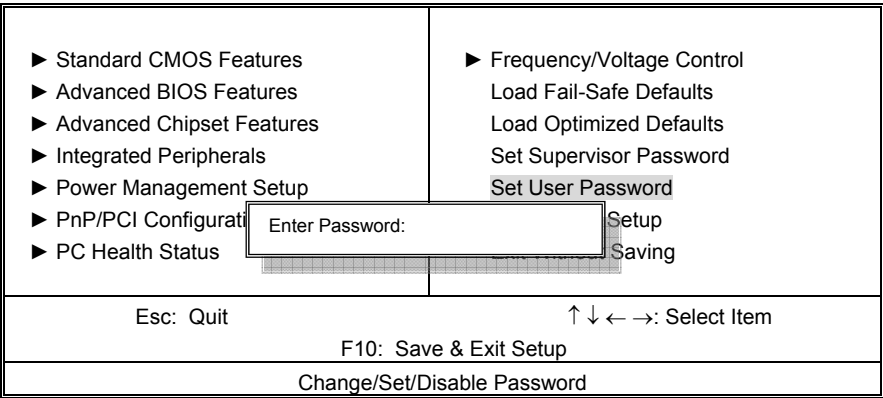 ► Standard CMOS Features
► Advanced BIOS Features
► Advanced Chipset Features
► Integrated Peripherals
► Power Management Setup
► PnP/PCI Configurati
► PC Health Status
► Frequency/Voltage Control
Load Fail-Safe Defaults
Load Optimized Defaults
Set Supervisor Password
Set User Password
Setup
Exit Without Saving
Enter Password:
Esc: Quit
↑ ↓ ← →: Select Item
F10: Save & Exit Setup
Change/Set/Disable Password